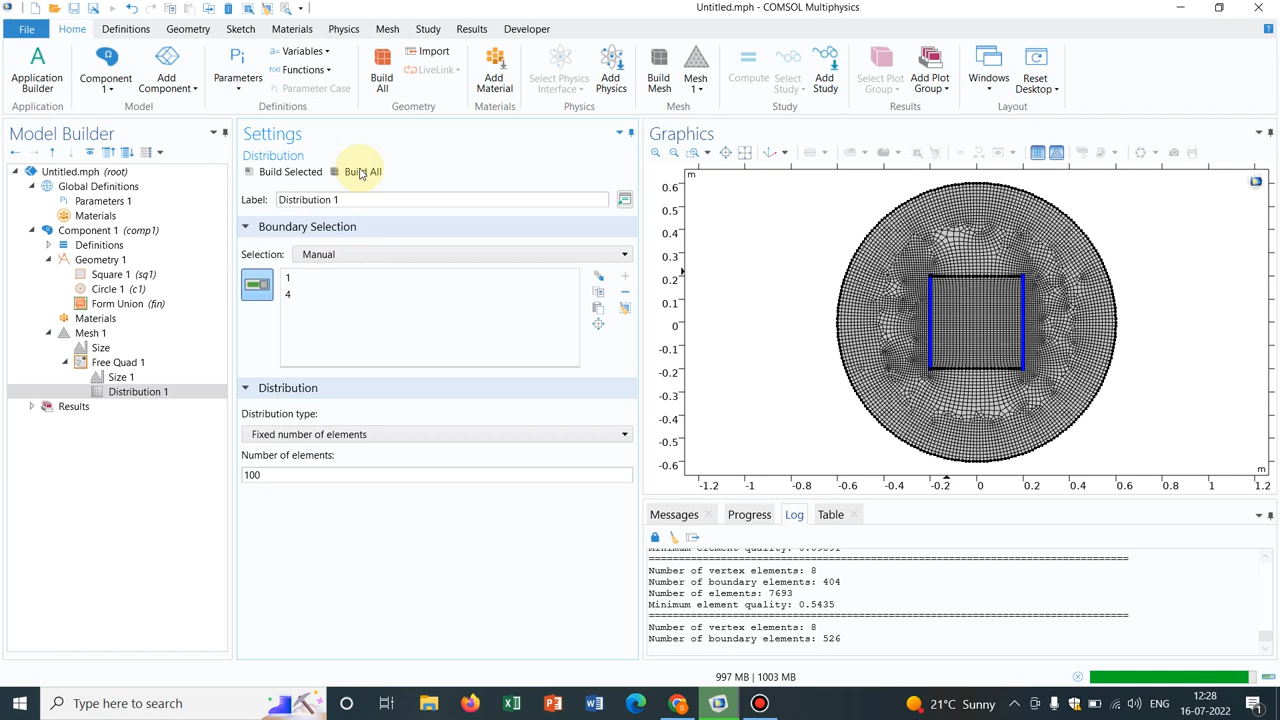 Untitled.mph - COMSOL Multiphysics
File
Home
Definitions
Geometry
Sketch
Materials
Physics
Mesh
Study
Results
Developer
Application
Builder
Application
Component
1
Add
Component
Model
Parameters
Variables
Functions
Parameter Case
Definitions
Build
All
Import
LiveLink
Geometry
Add
Material
Materials
Select Physics
Interface
Add
Physics
Physics
Build
Mesh
Mesh
1
Mesh
Compute
Select
Study
Add
Study
Study
Select Plot
Group
Add Plot
Group
Results
Windows
Reset
Desktop
Layout
Model Builder
Untitled.mph (root)
Global Definitions
Parameters 1
Materials
Component 1 (comp1)
Definitions
Geometry 1
Square 1 (sq1)
Circle 1 (c1)
Form Union (fin)
Materials
Mesh 1
Size
Free Quad 1
Size 1
Distribution 1
Results
Settings
Distribution
Build Selected
Build All
Label:
Distribution 1
Boundary Selection
Selection:
Manual
1
4
Distribution
Distribution type:
Fixed number of elements
Number of elements:
100
Graphics
m
0.6
0.5
0.4
0.3
0.2
0.1
0
-0.1
-0.2
-0.3
-0.4
-0.5
-0.6
m
-1.2 -1 -0.8 -0.6 -0.4 -0.2 0 0.2 0.4 0.6 0.8 1 1.2
Messages
Progress
Log
Table
==========
Number of vertex elements: 8
Number of boundary elements: 404
Number of elements: 7693
Minimum element quality: 0.5435
==========
Number of vertex elements: 8
Number of boundary elements: 526
997 MB | 1003 MB
Type here to search
21°C Sunny
ENG
12:28
16-07-2022